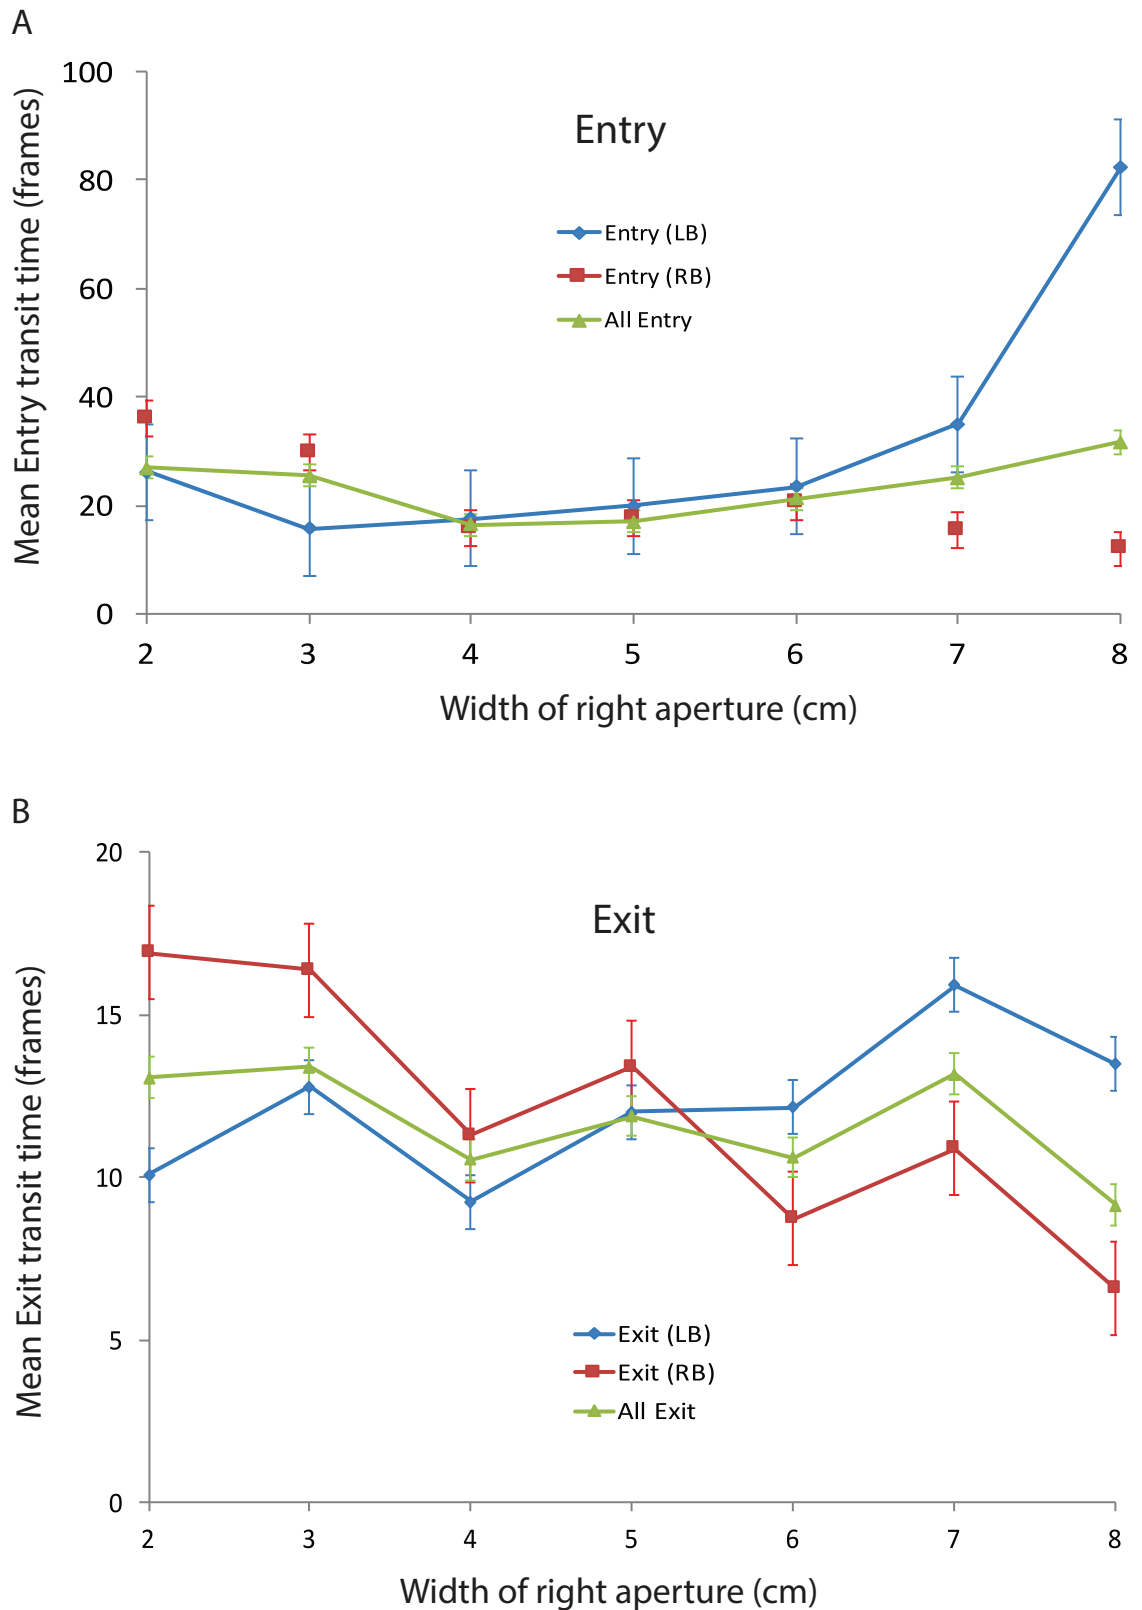 A
Entry
Mean Entry transit time (frames)
100
80
60
40
20
0
Entry (LB)
Entry (RB)
All Entry
2 3 4 5 6 7 8
Width of right aperture (cm)
B
Exit
Mean Exit transit time (frames)
20
15
10
5
0
Exit (LB)
Exit (RB)
All Exit
2 3 4 5 6 7 8
Width of right aperture (cm)